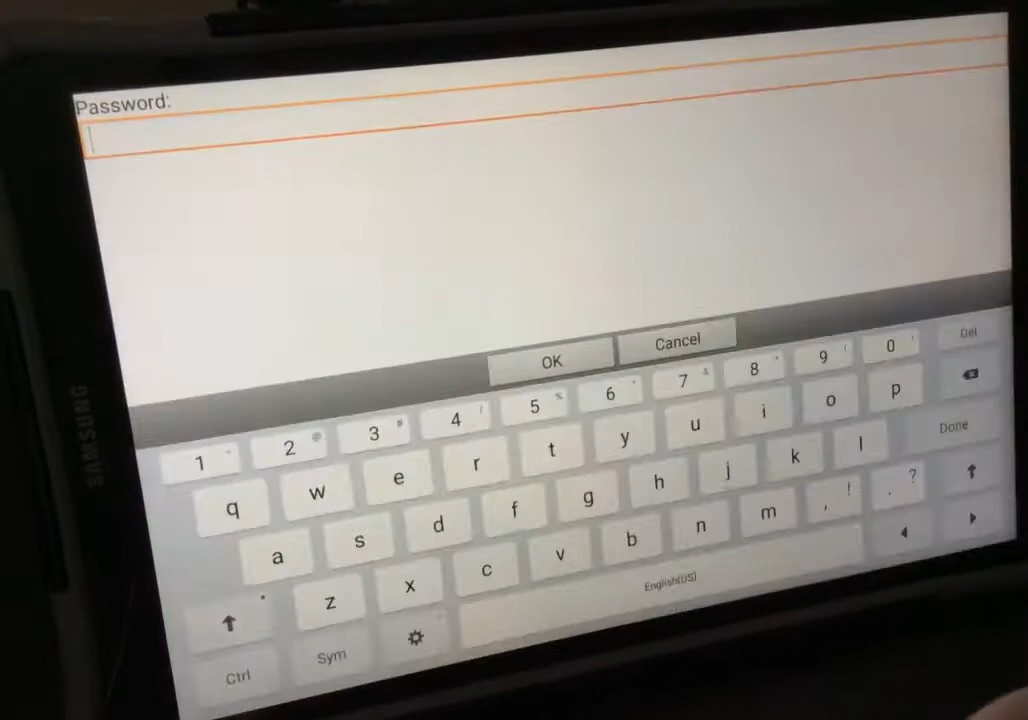 Password:
OK Cancel
1 2 @ 3 # 4 / 5 % 6 7 & 8 * 9 ( 0 ) Del
q w e r t y u i o p
a s d f g h j k l Done
z x c v b n m , ! . ?
Ctrl Sym English(US)
SAMSUNG